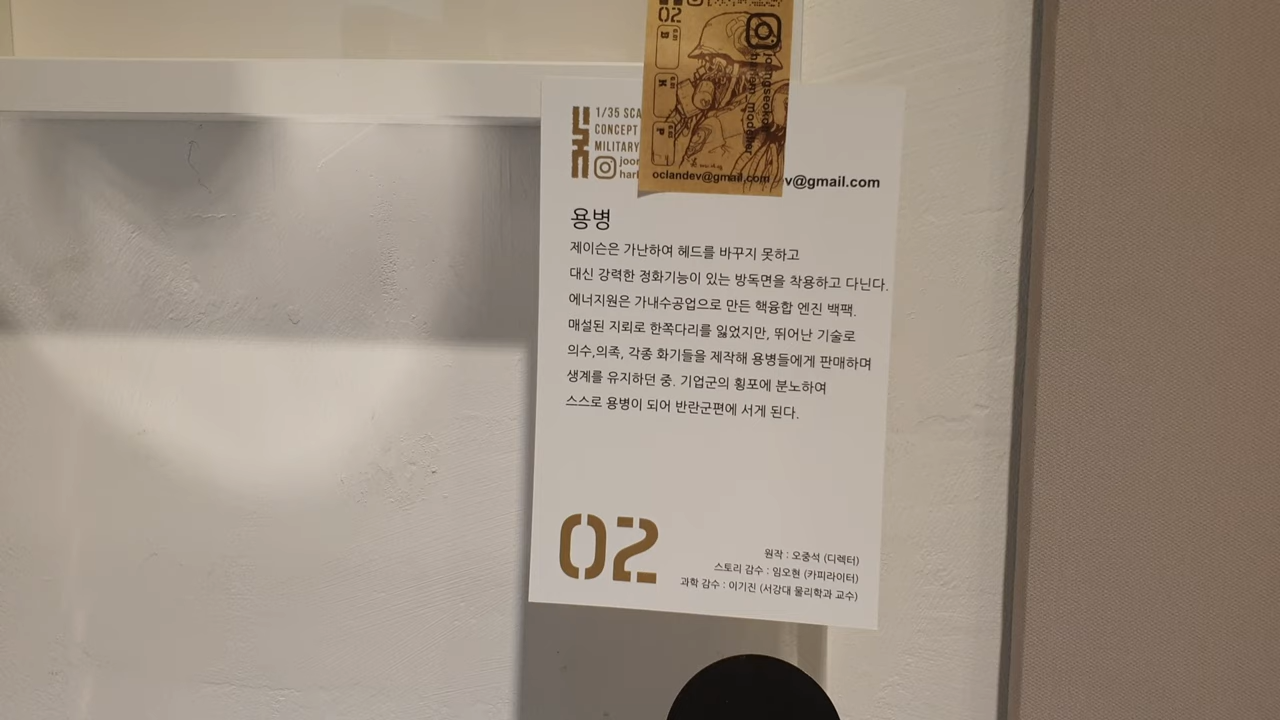 02
1/35 SCA
CONCEPT
MILITARY
joon
oclandev@gmail.com
v@gmail.com
용병
제이슨은 가난하여 헤드를 바꾸지 못하고
대신 강력한 정화기능이 있는 방독면을 착용하고 다닌다.
에너지원은 가내수공업으로 만든 핵융합 엔진 백팩.
매설된 지뢰로 한쪽다리를 잃었지만, 뛰어난 기술로
의수,의족, 각종 화기들을 제작해 용병들에게 판매하며
생계를 유지하던 중. 기업군의 횡포에 분노하여
스스로 용병이 되어 반란군편에 서게 된다.
02
원작 : 오중석 (디렉터)
스토리 감수 : 임오현 (카피라이터)
과학 감수 : 이기진 (서강대 물리학과 교수)